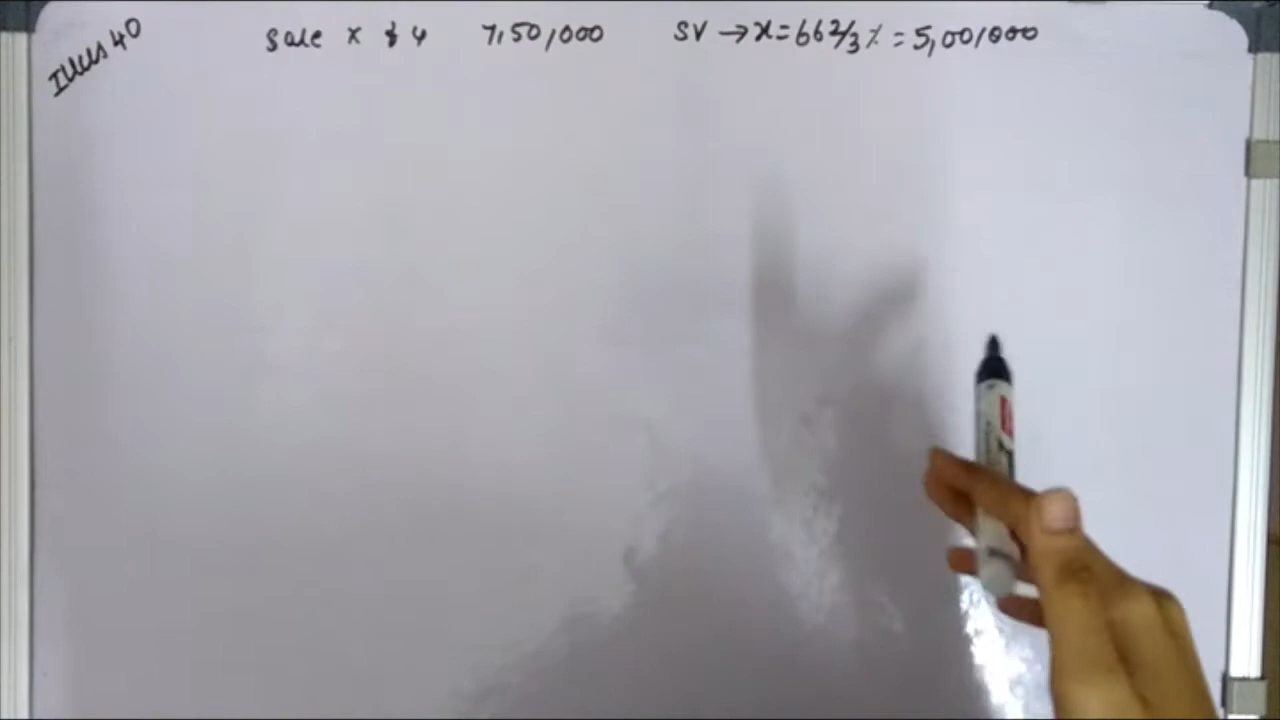 Illus 40
Sale x & y 7,50,000 SV → x = 66 2/3 % = 5,00,000